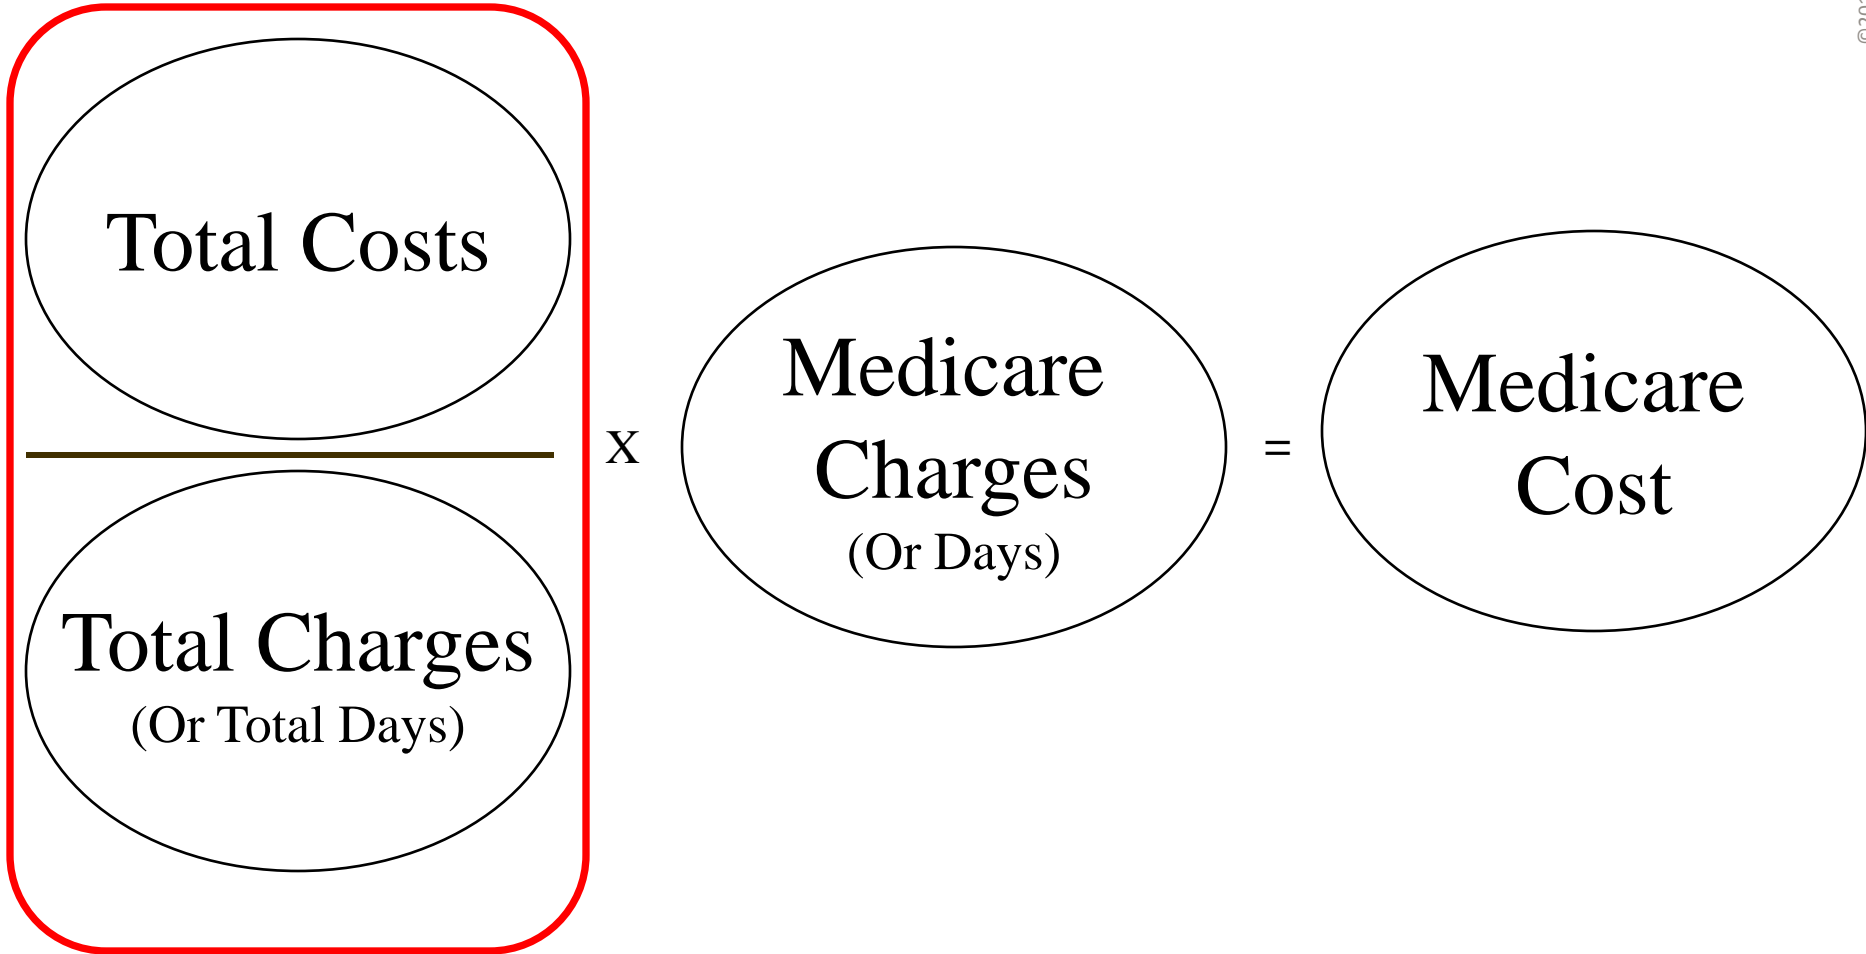 Total Costs
Total Charges
(Or Total Days)
X
Medicare
Charges
(Or Days)
=
Medicare
Cost